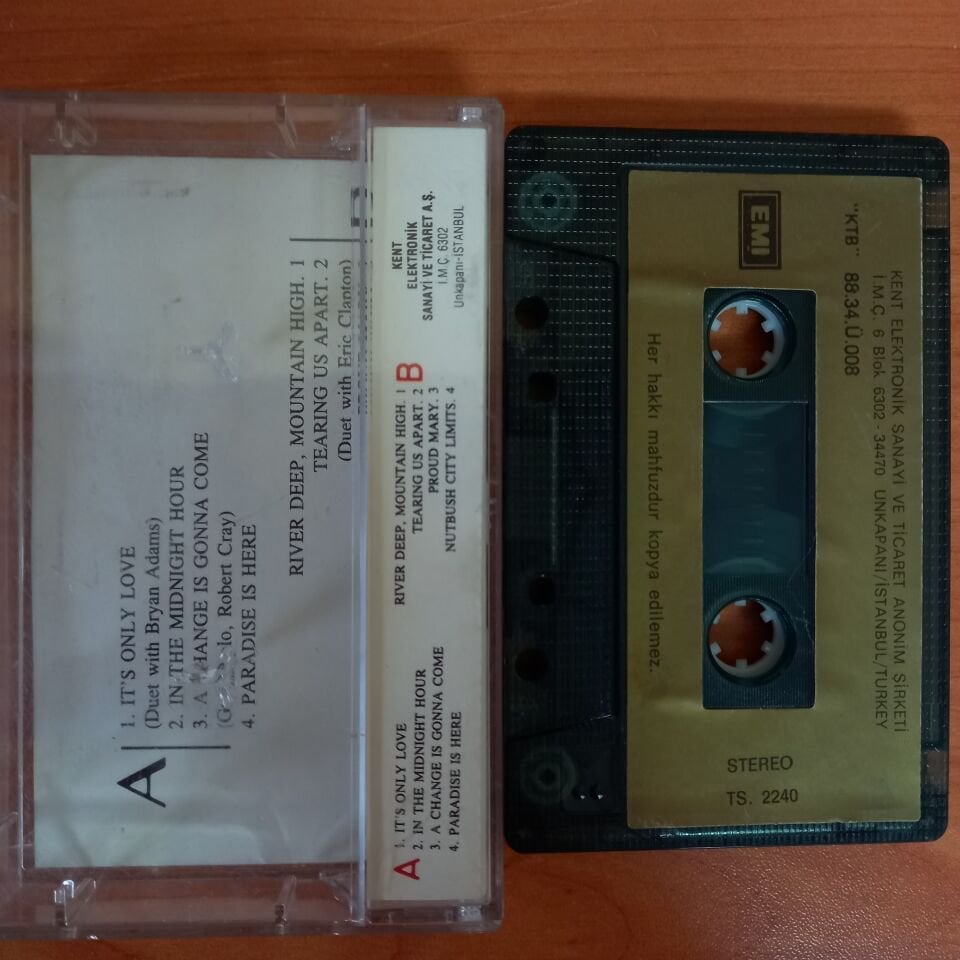 A
1. IT'S ONLY LOVE
(Duet with Bryan Adams)
2. IN THE MIDNIGHT HOUR
3. A HANGE IS GONNA COME
lo, Robert Cray)
4. PARADISE IS HERE
RIVER DEEP, MOUNTAIN HIGH. 1
TEARING US APART. 2
(Duet with Eric Clanton)
A
1. IT'S ONLY LOVE
2. IN THE MIDNIGHT HOUR
3. A CHANGE IS GONNA COME
4. PARADISE IS HERE
B
RIVER DEEP, MOUNTAIN HIGH. 1
TEARING US APART. 2
PROUD MARY. 3
NUTBUSH CITY LIMITS. 4
KENT
ELEKTRONİK
SANAYİ VE TİCARET A.Ş.
İ.M.Ç. 6302
Unkapanı-İSTANBUL
KENT ELEKTRONİK SANAYİ VE TİCARET ANONİM ŞİRKETİ
İ.M.Ç. 6 Blok 6302 - 34470 UNKAPANI/İSTANBUL/TURKEY
"KTB" 88.34.Ü.008
EMI
Her hakkı mahfuzdur kopya edilemez.
STEREO
TS. 2240